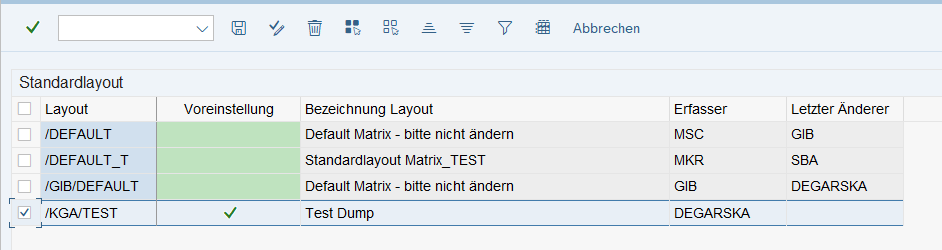 Abbrechen
Standardlayout
Layout Voreinstellung Bezeichnung Layout Erfasser Letzter Änderer
/DEFAULT Default Matrix - bitte nicht ändern MSC GIB
/DEFAULT_T Standardlayout Matrix_TEST MKR SBA
/GIB/DEFAULT Default Matrix - bitte nicht ändern GIB DEGARSKA
/KGA/TEST Test Dump DEGARSKA